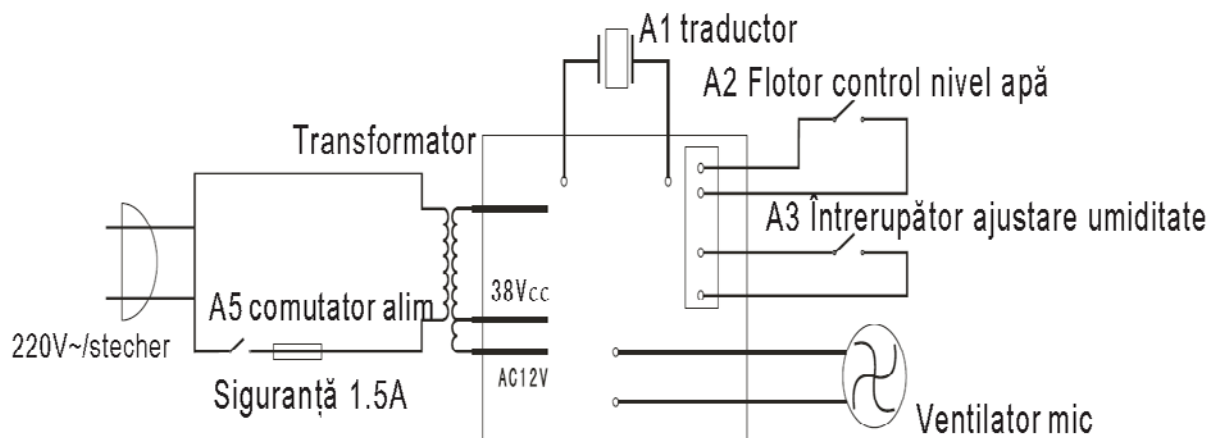 A1 traductor
A2 Flotor control nivel apă
Transformator
A3 Întrerupător ajustare umiditate
38Vcc
A5 comutator alim
220V~/stecher
AC12V
Siguranță 1.5A
Ventilator mic